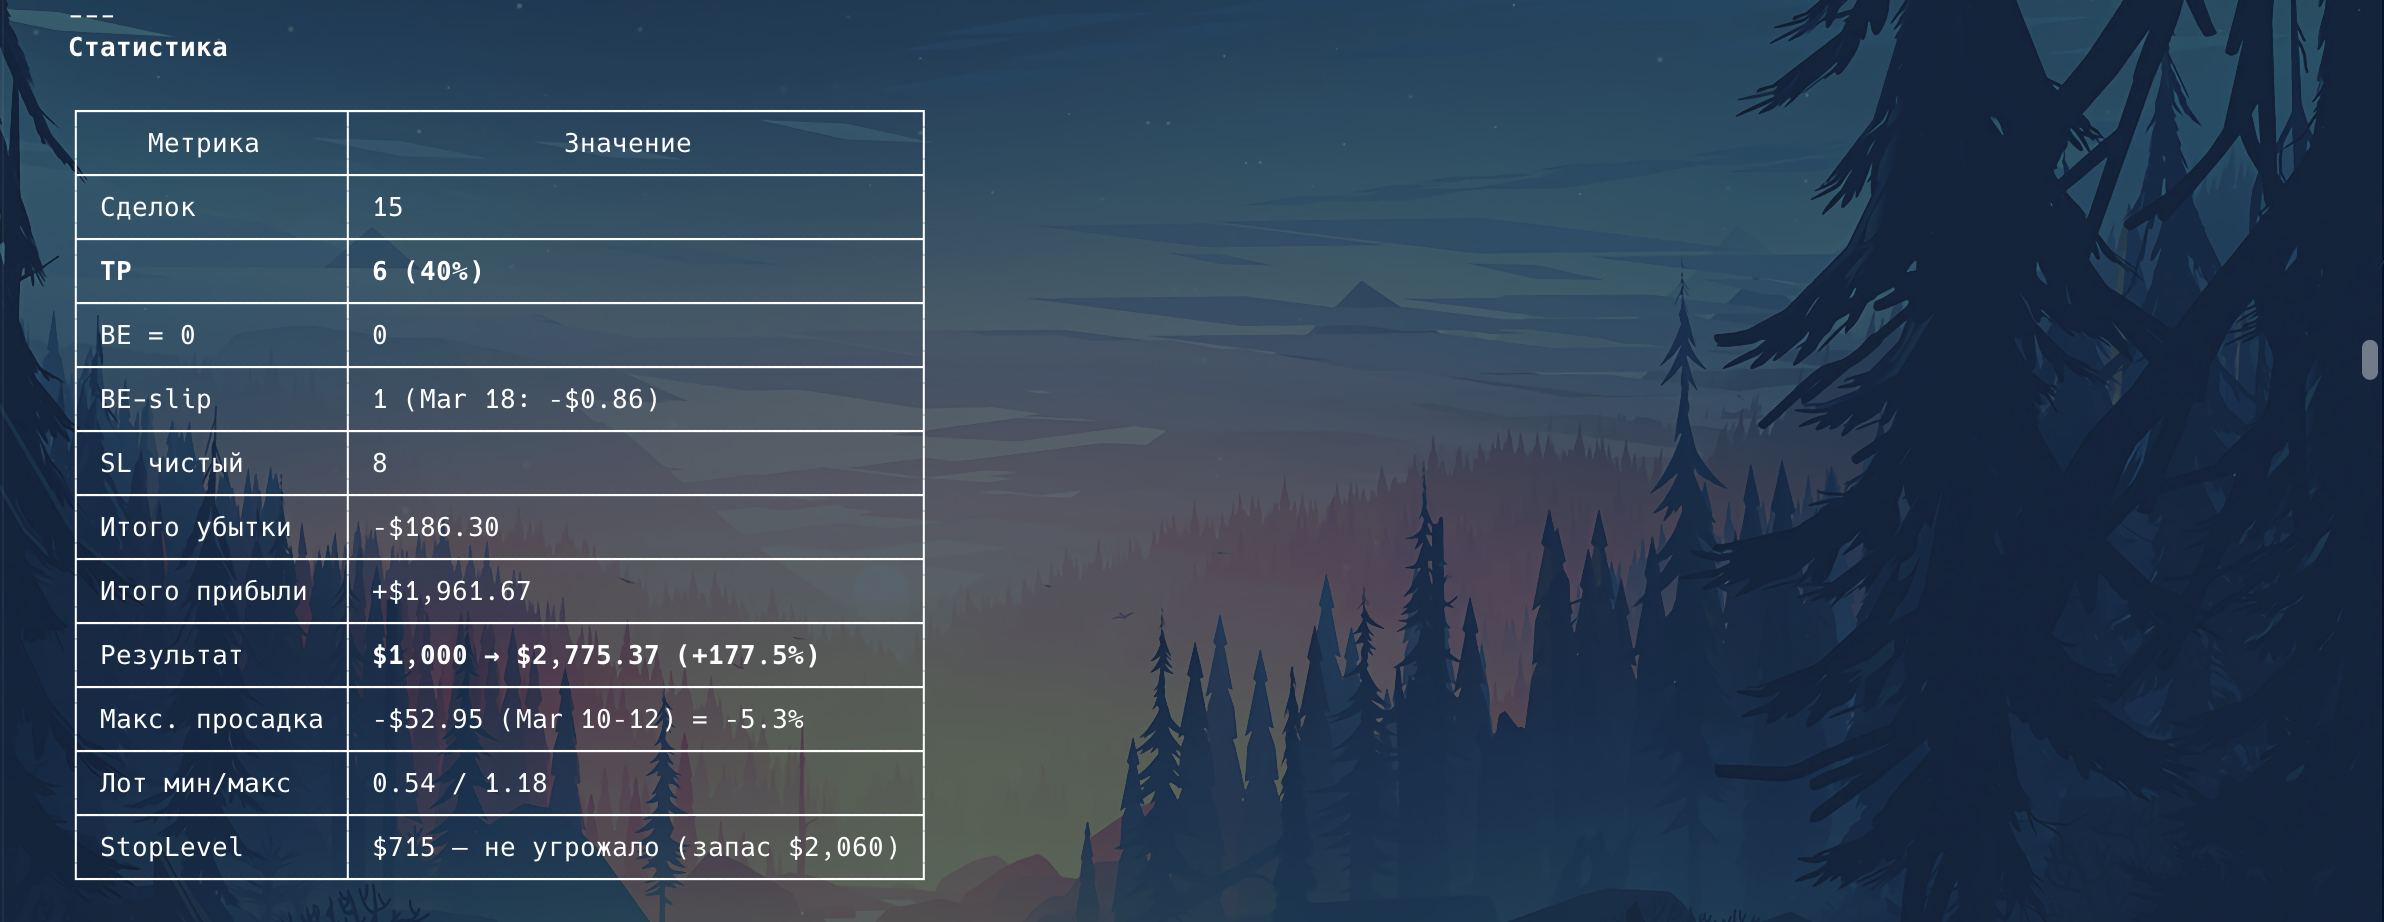 ---
Статистика
Метрика Значение
Сделок 15
TP 6 (40%)
BE = 0 0
BE-slip 1 (Mar 18: -$0.86)
SL чистый 8
Итого убытки -$186.30
Итого прибыли +$1,961.67
Результат $1,000 → $2,775.37 (+177.5%)
Макс. просадка -$52.95 (Mar 10-12) = -5.3%
Лот мин/макс 0.54 / 1.18
StopLevel $715 — не угрожало (запас $2,060)